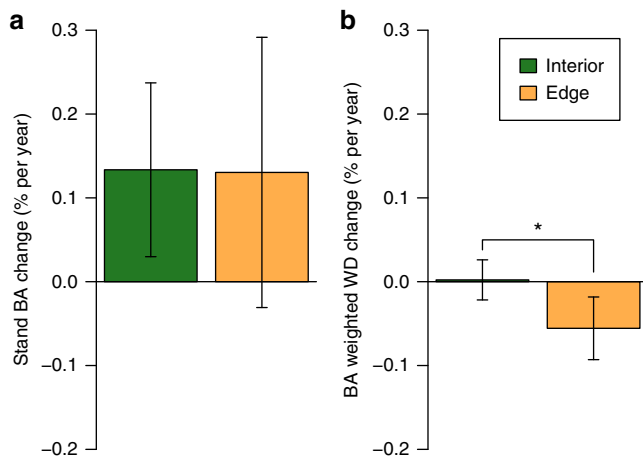 a
Stand BA change (% per year)
0.3
0.2
0.1
0.0
−0.1
−0.2
b
BA weighted WD change (% per year)
0.3
0.2
0.1
0.0
−0.1
−0.2
Interior
Edge
*